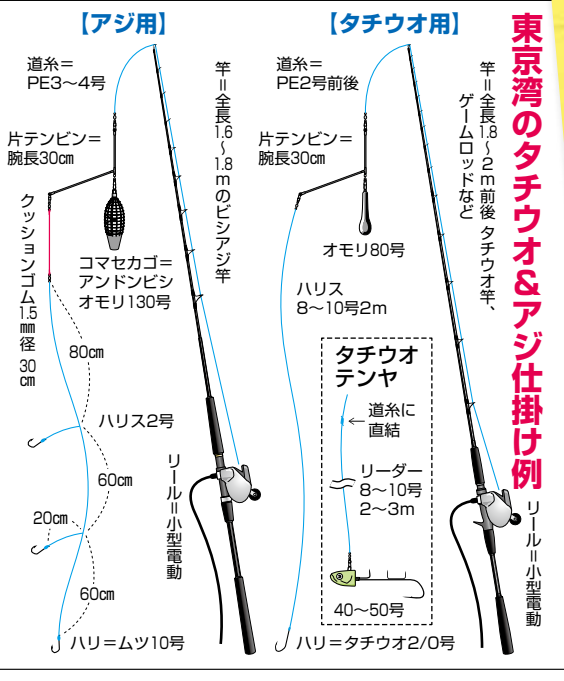 東京湾のタチウオ&アジ仕掛け例
【タチウオ用】
竿=全長1.8〜2m前後 タチウオ竿、
ゲームロッドなど
道糸=
PE2号前後
片テンビン=
腕長30㎝
オモリ80号
ハリス
8〜10号2m
タチウオ
テンヤ
道糸に
直結
リーダー
8〜10号
2〜3m
40〜50号
ハリ=タチウオ2/0号
リール=小型電動
【アジ用】
道糸=
PE3〜4号
竿=全長1.6〜1.8mのビシアジ竿
片テンビン=
腕長30㎝
クッションゴム1.5㎜径 30㎝
コマセカゴ=
アンドンビシ
オモリ130号
80㎝
ハリス2号
60㎝
20㎝
60㎝
ハリ=ムツ10号
リール=小型電動